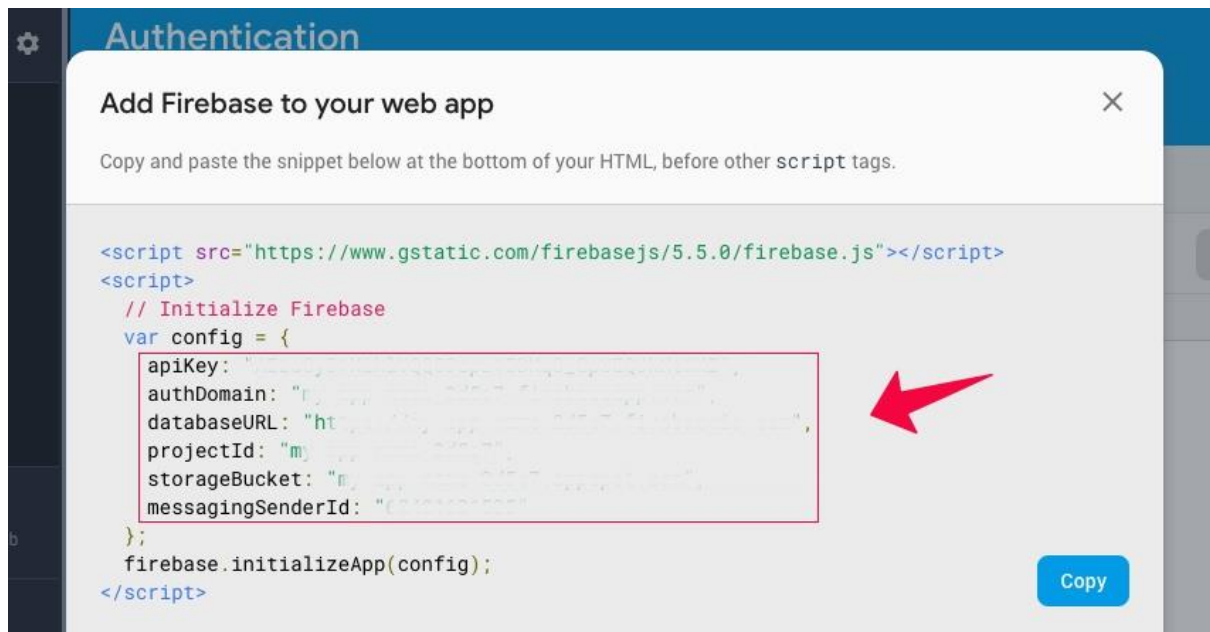 Authentication
Add Firebase to your web app
Copy and paste the snippet below at the bottom of your HTML, before other script tags.
<script src="https://www.gstatic.com/firebasejs/5.5.0/firebase.js"></script>
<script>
// Initialize Firebase
var config = {
apiKey: "
authDomain: "
databaseURL: "ht ",
projectId: "my
storageBucket: "m
messagingSenderId: "
};
firebase.initializeApp(config);
</script>
Copy
b